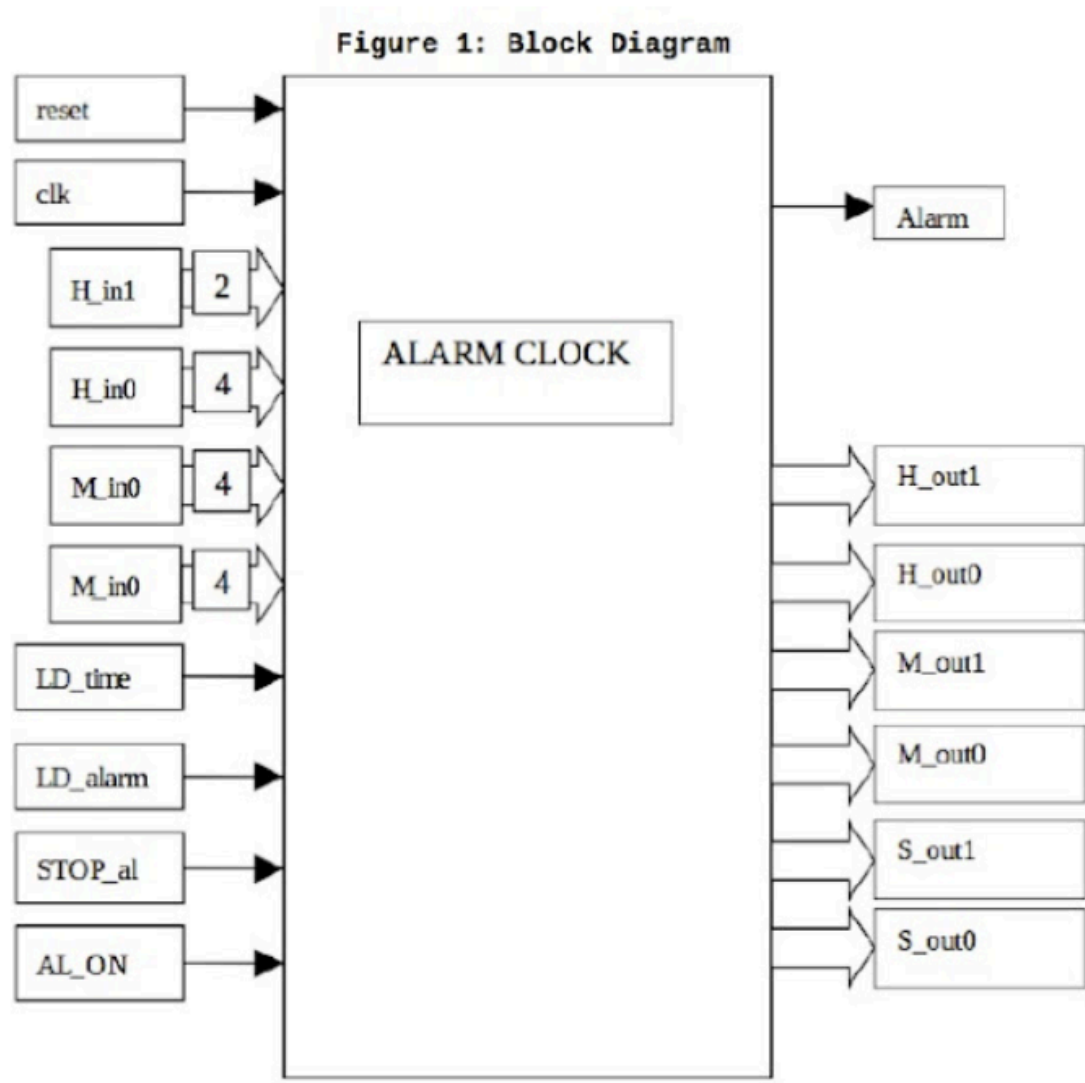 Figure 1: Block Diagram
reset
clk
H_in1
2
H_in0
4
M_in0
4
M_in0
4
LD_time
LD_alarm
STOP_al
AL_ON
ALARM CLOCK
Alarm
H_out1
H_out0
M_out1
M_out0
S_out1
S_out0